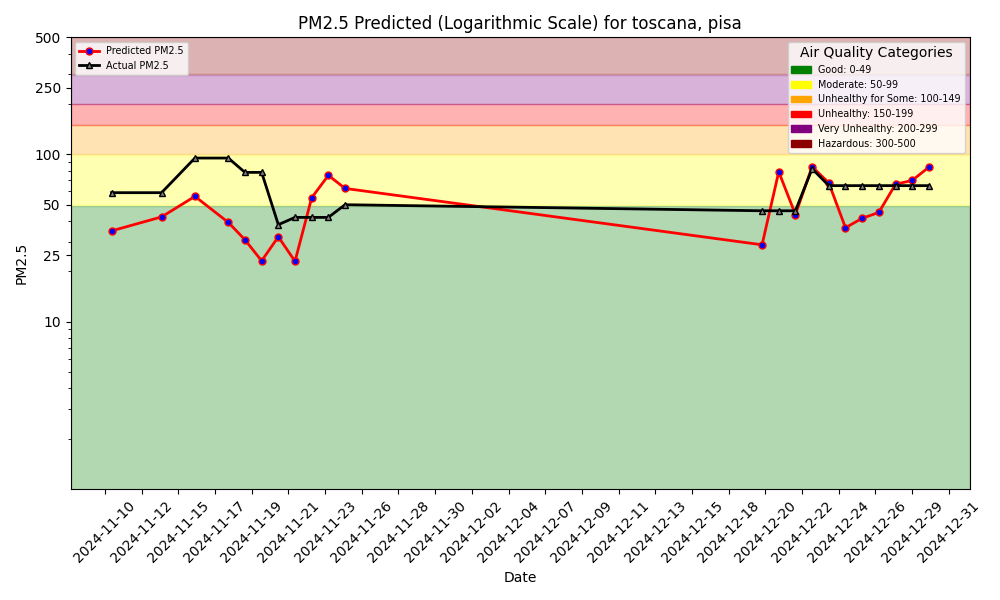 PM2.5 Predicted (Logarithmic Scale) for toscana, pisa
Predicted PM2.5
Actual PM2.5
Air Quality Categories
Good: 0-49
Moderate: 50-99
Unhealthy for Some: 100-149
Unhealthy: 150-199
Very Unhealthy: 200-299
Hazardous: 300-500
500
250
100
50
25
10
PM2.5
2024-11-10
2024-11-12
2024-11-15
2024-11-17
2024-11-19
2024-11-21
2024-11-23
2024-11-26
2024-11-28
2024-11-30
2024-12-02
2024-12-04
2024-12-07
2024-12-09
2024-12-11
2024-12-13
2024-12-15
2024-12-18
2024-12-20
2024-12-22
2024-12-24
2024-12-26
2024-12-29
2024-12-31
Date